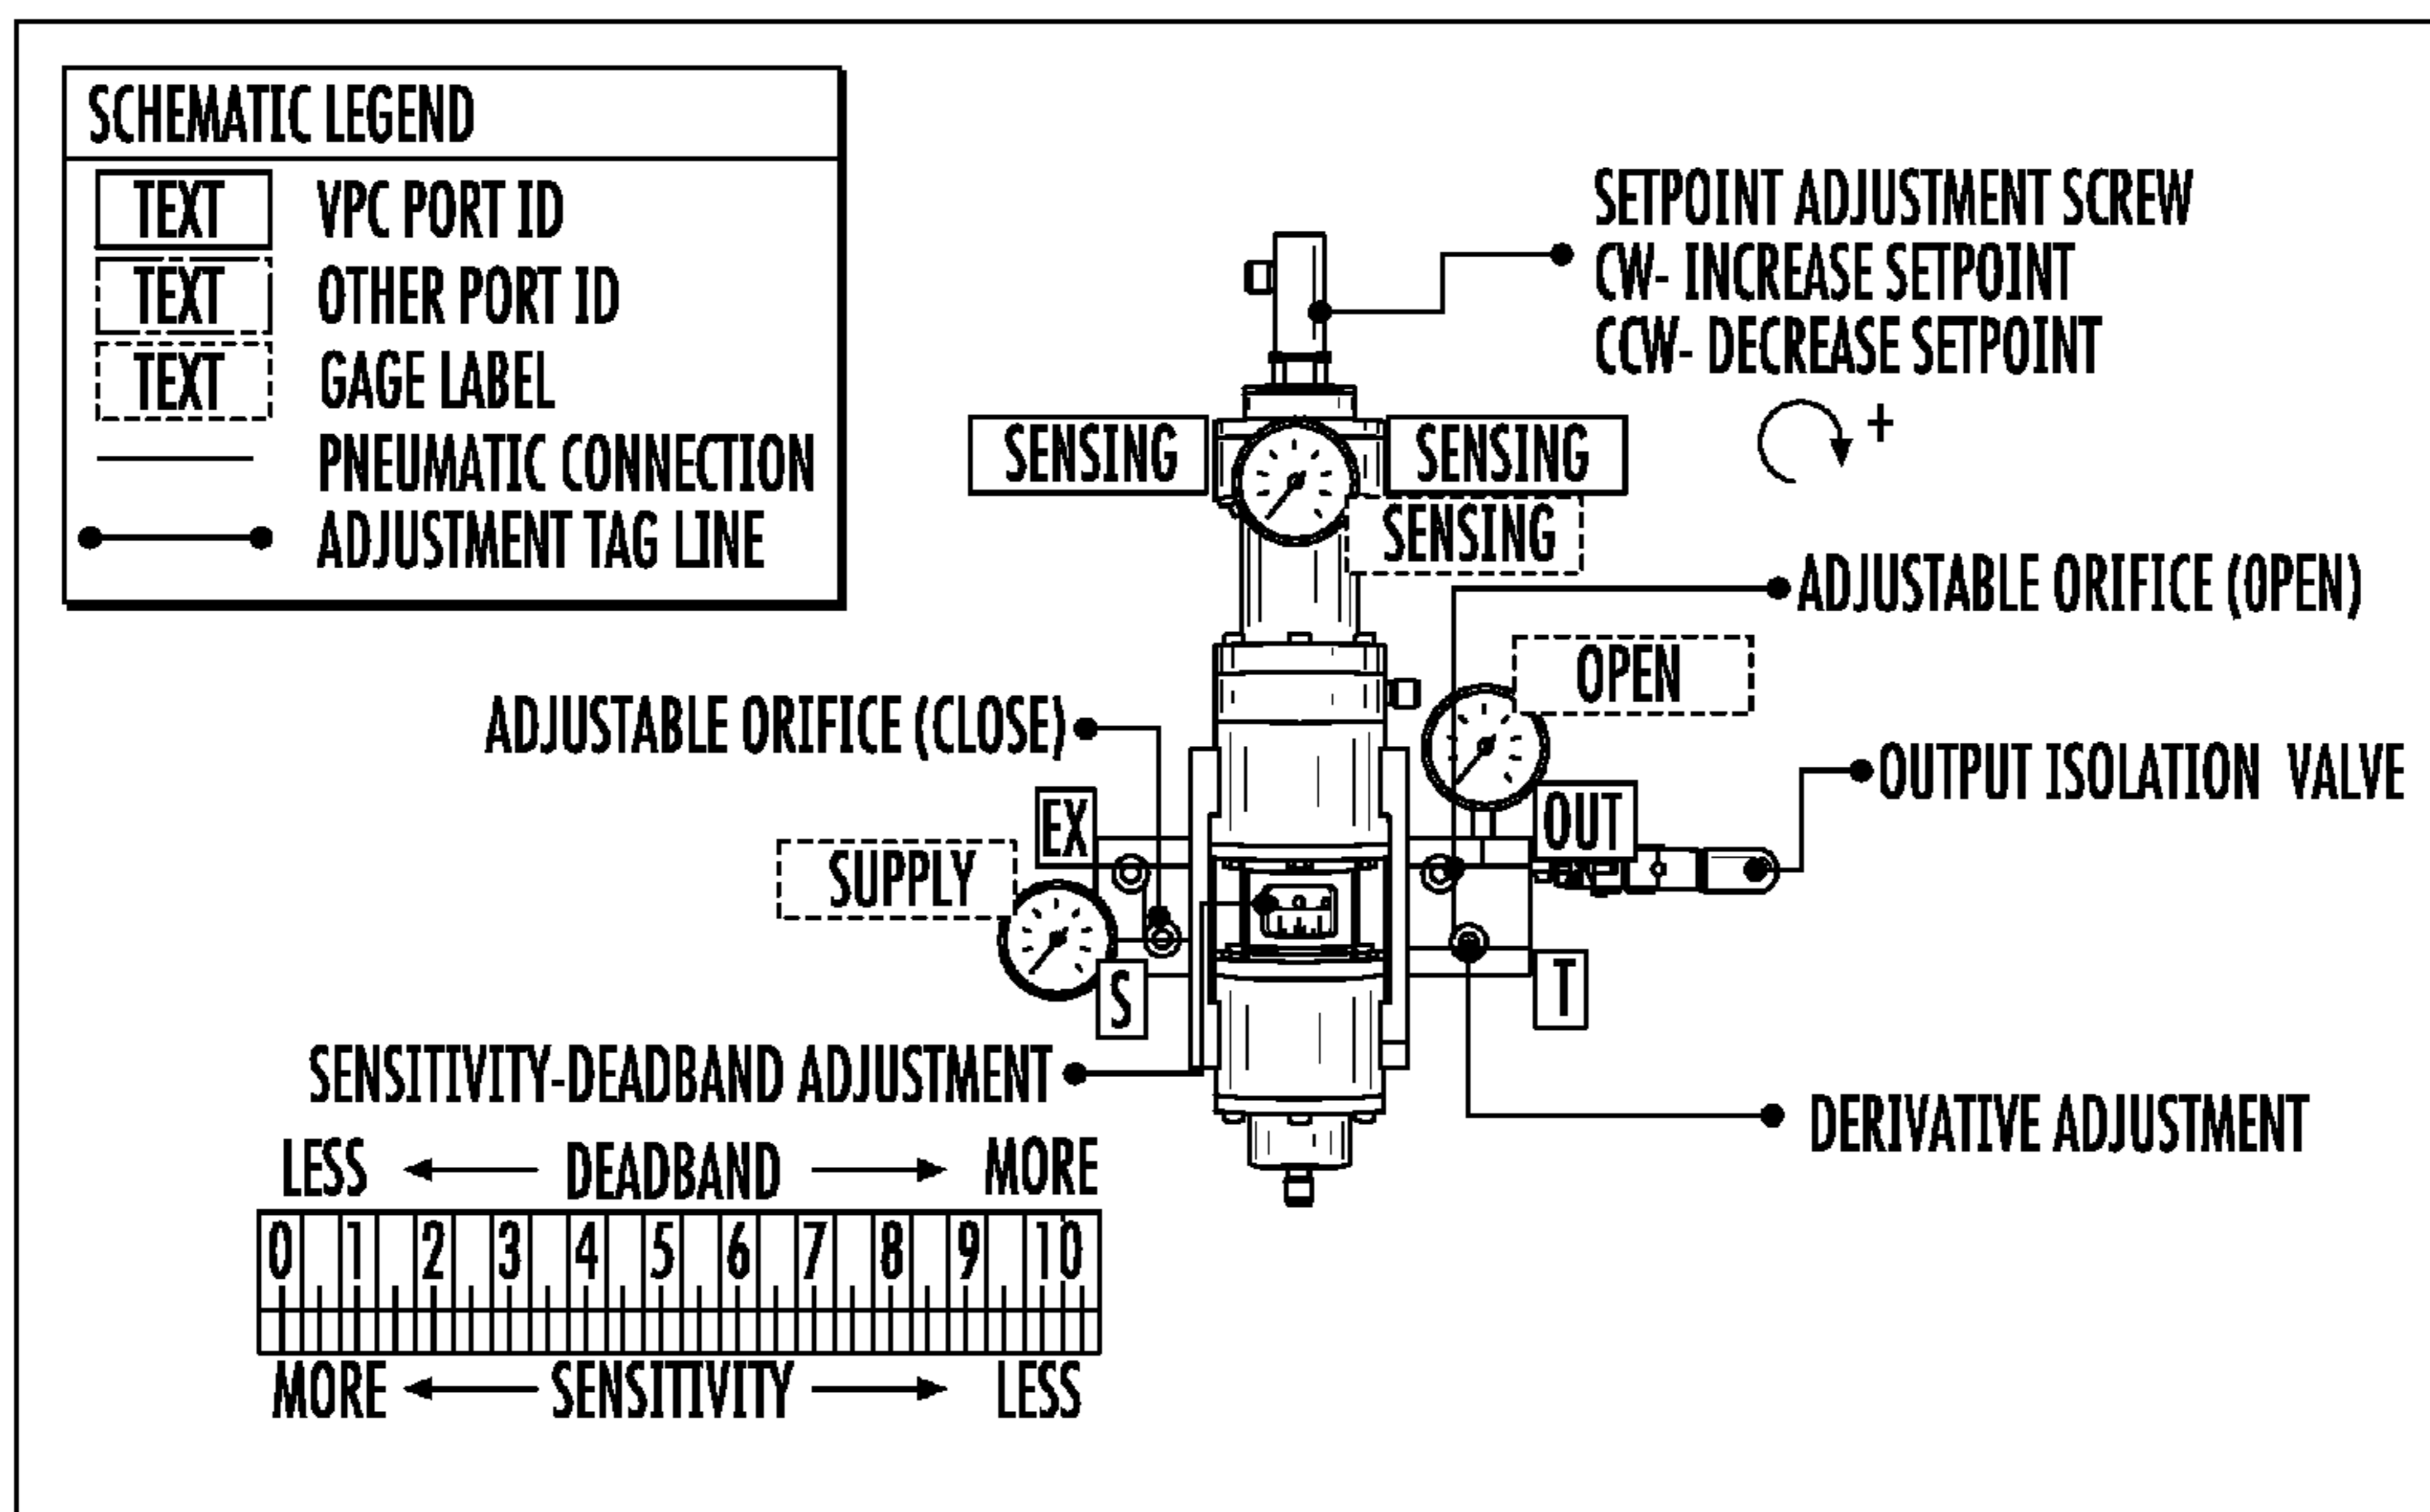 SCHEMATIC LEGEND
TEXT VPC PORT ID
TEXT OTHER PORT ID
TEXT GAGE LABEL
PNEUMATIC CONNECTION
ADJUSTMENT TAG LINE
SETPOINT ADJUSTMENT SCREW
CW- INCREASE SETPOINT
CCW- DECREASE SETPOINT
+
SENSING
SENSING
SENSING
ADJUSTABLE ORIFICE (OPEN)
OPEN
ADJUSTABLE ORIFICE (CLOSE)
OUTPUT ISOLATION VALVE
EX
OUT
SUPPLY
S
T
SENSITIVITY-DEADBAND ADJUSTMENT
DERIVATIVE ADJUSTMENT
LESS DEADBAND MORE
0 1 2 3 4 5 6 7 8 9 10
MORE SENSITIVITY LESS